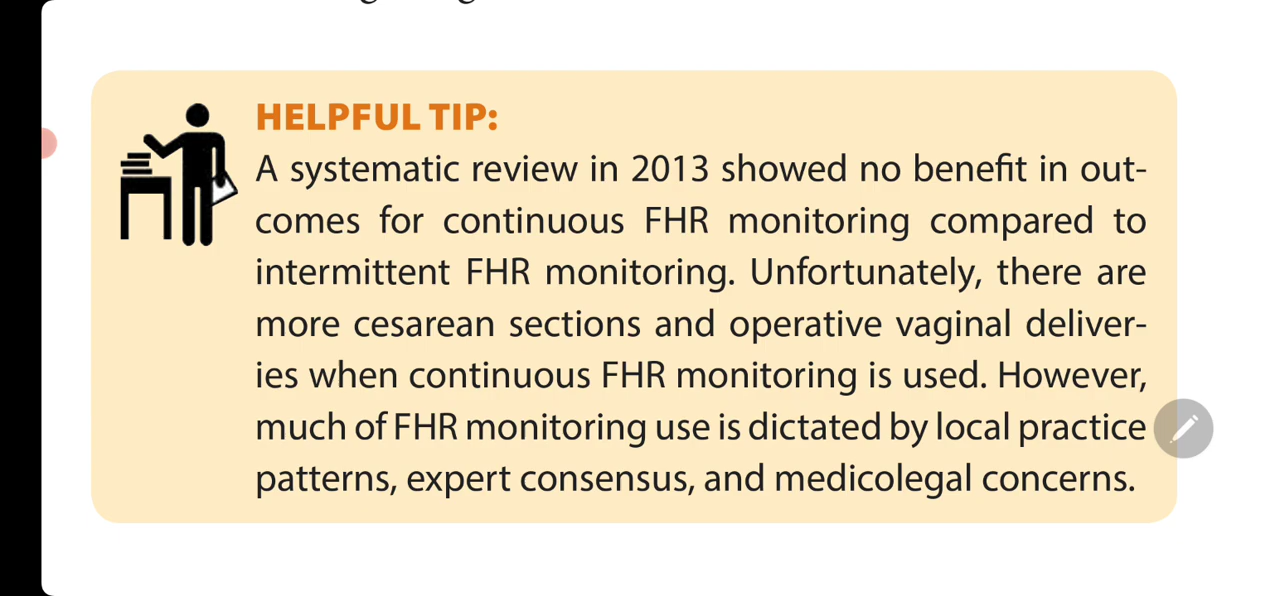 HELPFUL TIP:
A systematic review in 2013 showed no benefit in out-
comes for continuous FHR monitoring compared to
intermittent FHR monitoring. Unfortunately, there are
more cesarean sections and operative vaginal deliver-
ies when continuous FHR monitoring is used. However,
much of FHR monitoring use is dictated by local practice
patterns, expert consensus, and medicolegal concerns.